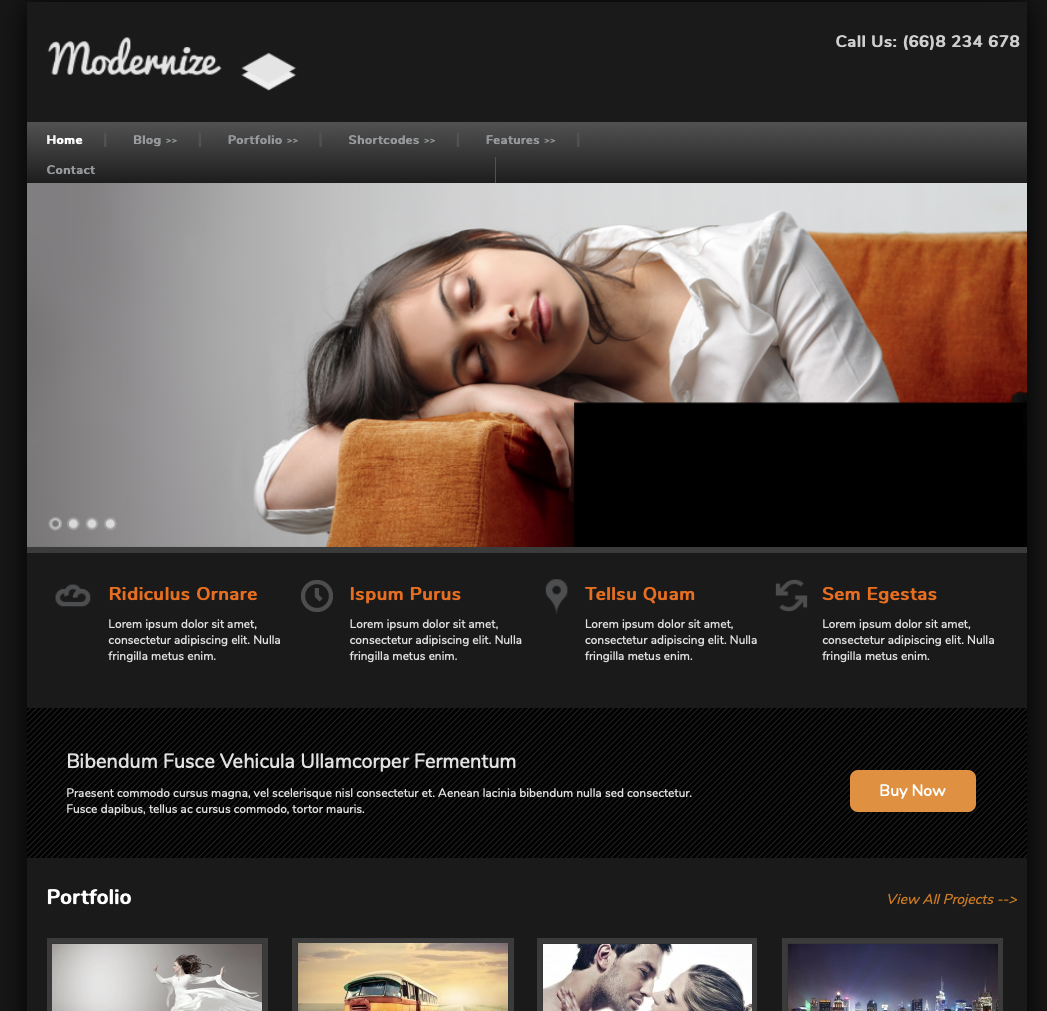 Modernize
Call Us: (66)8 234 678
Home Blog >> Portfolio >> Shortcodes >> Features >>
Contact
Ridiculus Ornare
Lorem ipsum dolor sit amet,
consectetur adipiscing elit. Nulla
fringilla metus enim.
Ispum Purus
Lorem ipsum dolor sit amet,
consectetur adipiscing elit. Nulla
fringilla metus enim.
Tellsu Quam
Lorem ipsum dolor sit amet,
consectetur adipiscing elit. Nulla
fringilla metus enim.
Sem Egestas
Lorem ipsum dolor sit amet,
consectetur adipiscing elit. Nulla
fringilla metus enim.
Bibendum Fusce Vehicula Ullamcorper Fermentum
Praesent commodo cursus magna, vel scelerisque nisl consectetur et. Aenean lacinia bibendum nulla sed consectetur.
Fusce dapibus, tellus ac cursus commodo, tortor mauris.
Buy Now
Portfolio
View All Projects -->